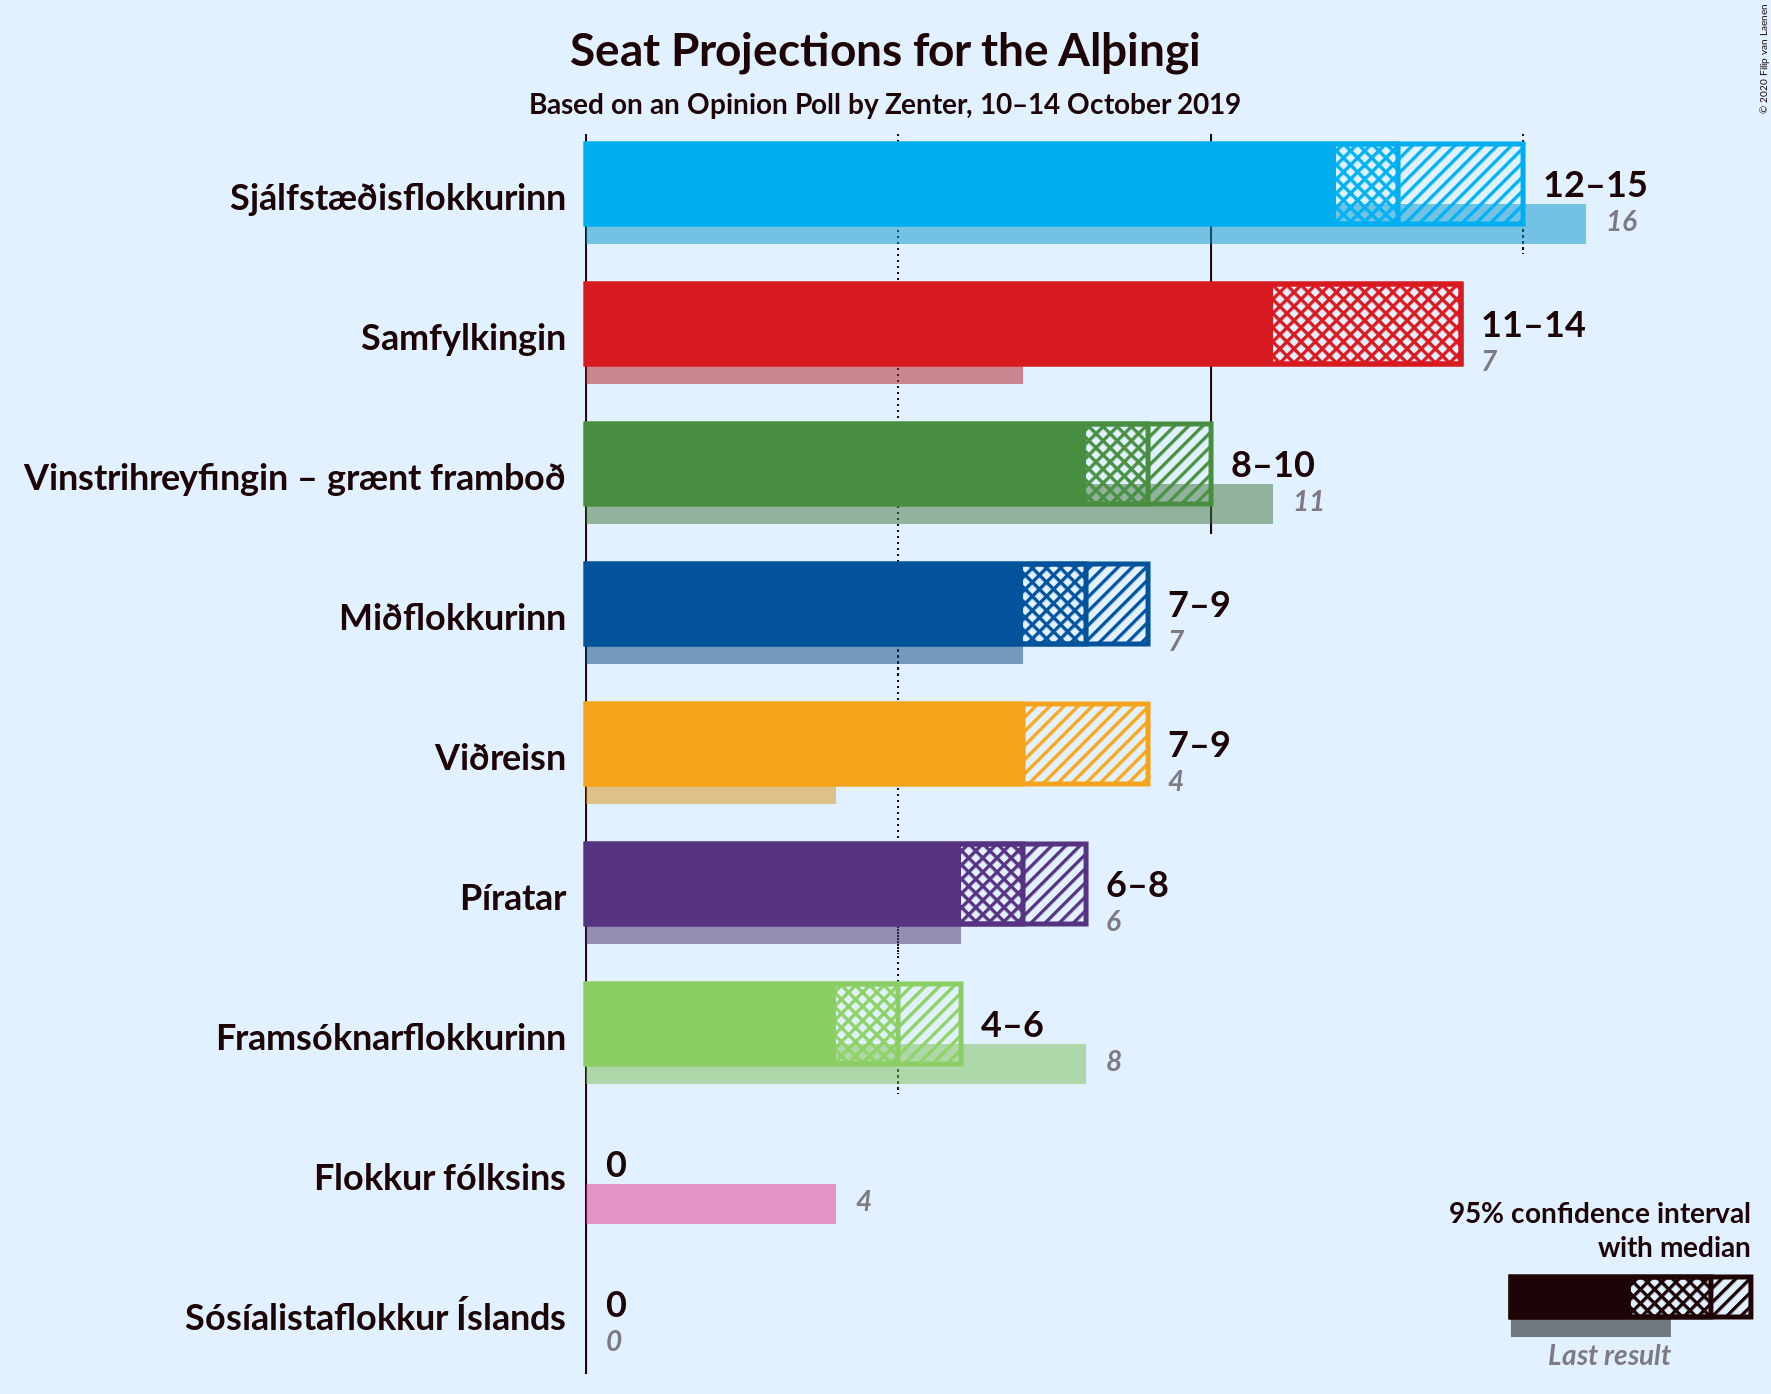 Seat Projections for the Alþingi
Based on an Opinion Poll by Zenter, 10–14 October 2019
© 2020 Filip van Laenen
Sjálfstæðisflokkurinn
12–15
16
Samfylkingin
11–14
7
Vinstrihreyfingin – grænt framboð
8–10
11
Miðflokkurinn
7–9
7
Viðreisn
7–9
4
Píratar
6–8
6
Framsóknarflokkurinn
4–6
8
Flokkur fólksins
0
4
Sósíalistaflokkur Íslands
0
0
95% confidence interval
with median
Last result